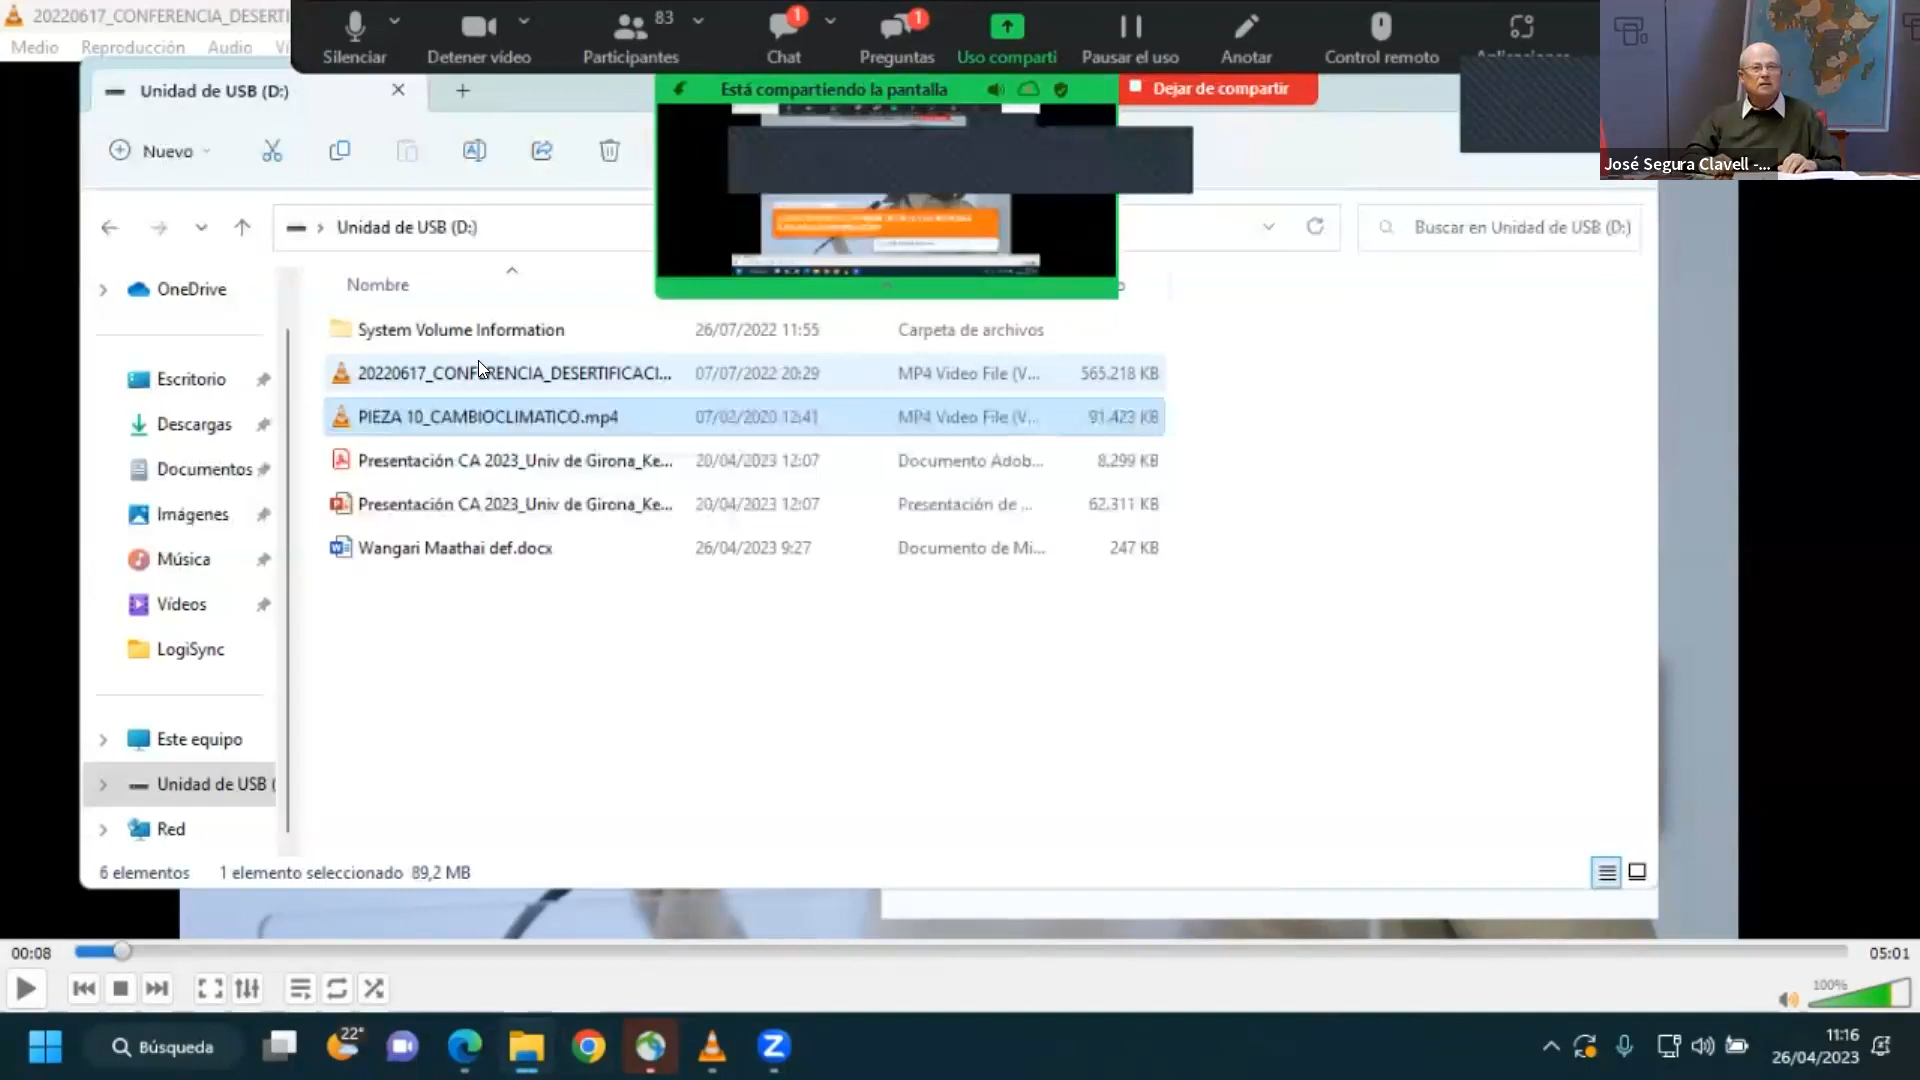 20220617_CONFERENCIA_DESERTI
Medio Reproducción Audio
Silenciar
Detener vídeo
Participantes 83
Chat 1
Preguntas 1
Uso comparti
Pausar el uso
Anotar
Control remoto
Aplicaciones
José Segura Clavell -...
Unidad de USB (D:)
Está compartiendo la pantalla
Dejar de compartir
Nuevo
Unidad de USB (D:)
Buscar en Unidad de USB (D:)
Nombre
OneDrive
Escritorio
Descargas
Documentos
Imágenes
Música
Vídeos
LogiSync
Este equipo
Unidad de USB (
Red
System Volume Information 26/07/2022 11:55 Carpeta de archivos
20220617_CONFERENCIA_DESERTIFICACI... 07/07/2022 20:29 MP4 Video File (V... 565.218 KB
PIEZA 10_CAMBIOCLIMATICO.mp4 07/02/2020 12:41 MP4 Video File (V... 91.423 KB
Presentación CA 2023_Univ de Girona_Ke... 20/04/2023 12:07 Documento Adob... 8.299 KB
Presentación CA 2023_Univ de Girona_Ke... 20/04/2023 12:07 Presentación de ... 62.311 KB
Wangari Maathai def.docx 26/04/2023 9:27 Documento de Mi... 247 KB
6 elementos 1 elemento seleccionado 89,2 MB
00:08
05:01
100%
Búsqueda
22°
11:16
26/04/2023